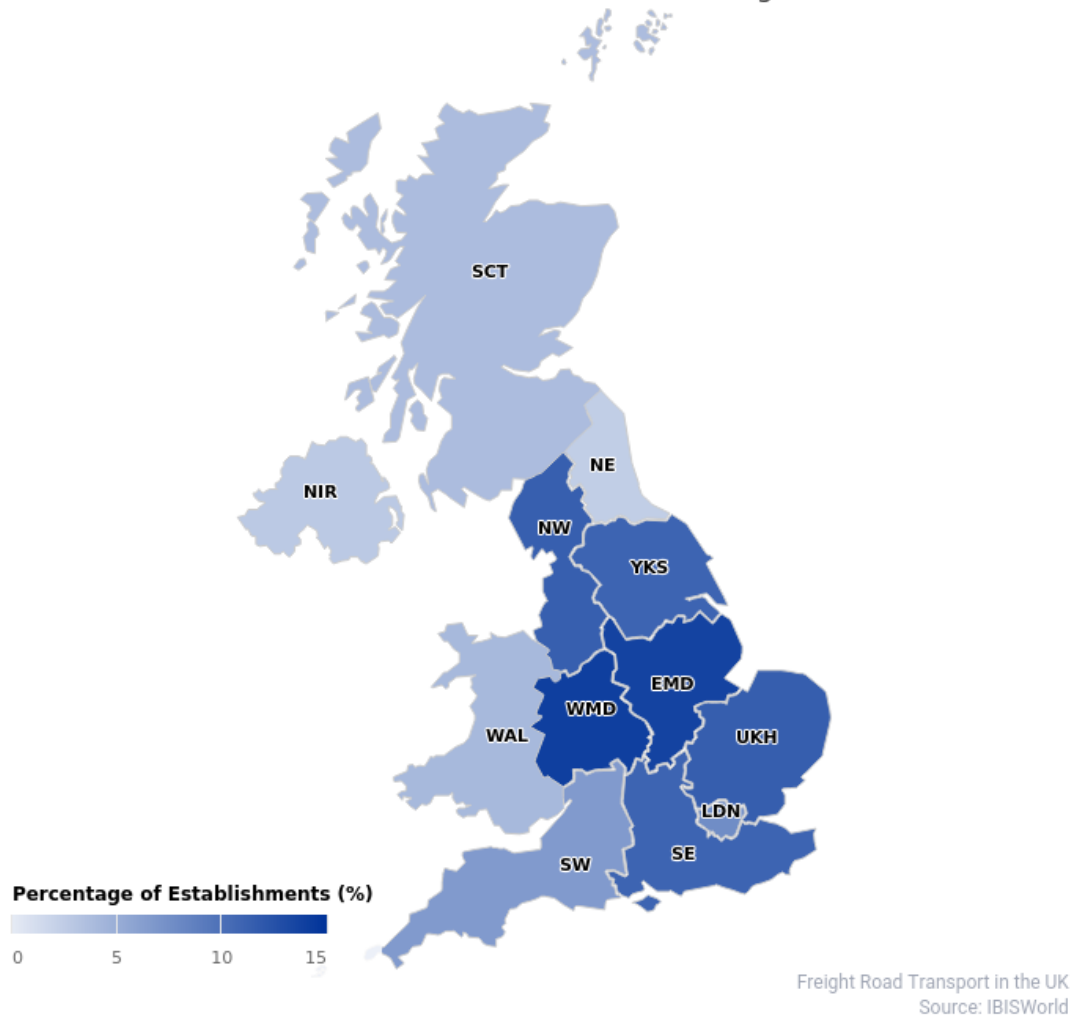 SCT
NE
NIR
NW
YKS
EMD
WMD
WAL
UKH
LDN
SE
SW
Percentage of Establishments (%)
0 5 10 15
Freight Road Transport in the UK
Source: IBISWorld